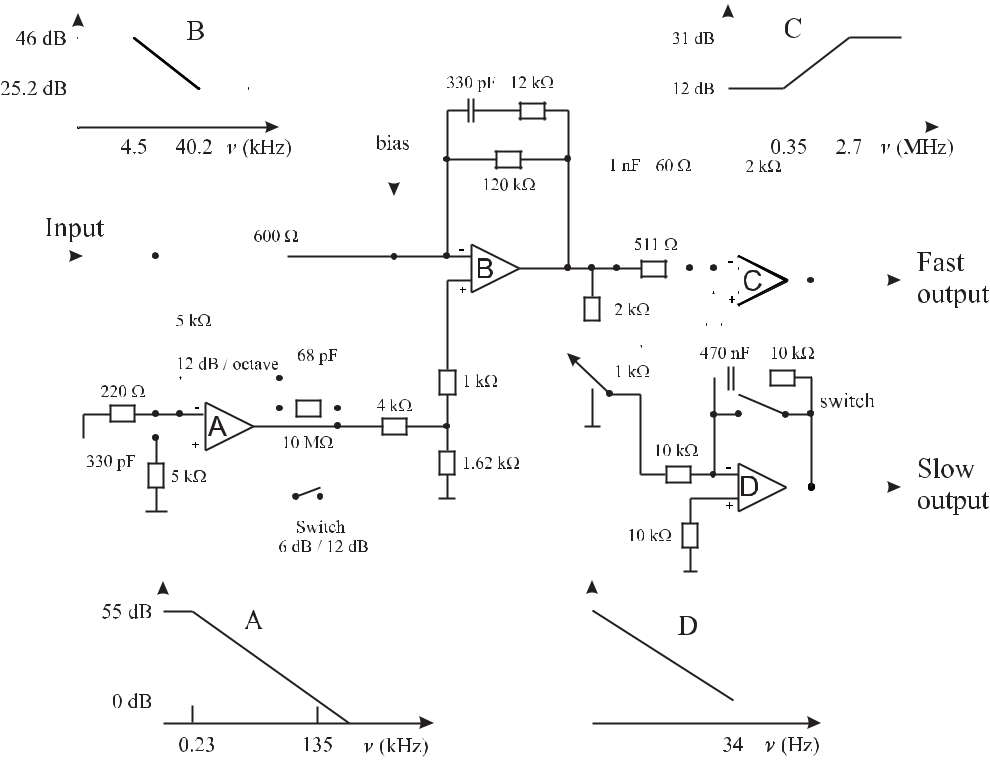 B
46 dB
25.2 dB
4.5 40.2 ν (kHz)
C
31 dB
12 dB
0.35 2.7 ν (MHz)
330 pF 12 kΩ
bias
120 kΩ
1 nF 60 Ω 2 kΩ
Input
600 Ω
-
B
+
511 Ω
2 kΩ
-
C
+
Fast
output
5 kΩ
12 dB / octave
68 pF
220 Ω
-
A
+
10 MΩ
4 kΩ
1 kΩ
1.62 kΩ
330 pF
5 kΩ
Switch
6 dB / 12 dB
1 kΩ
470 nF 10 kΩ
switch
10 kΩ
-
D
+
10 kΩ
Slow
output
55 dB
A
0 dB
0.23 135 ν (kHz)
D
34 ν (Hz)